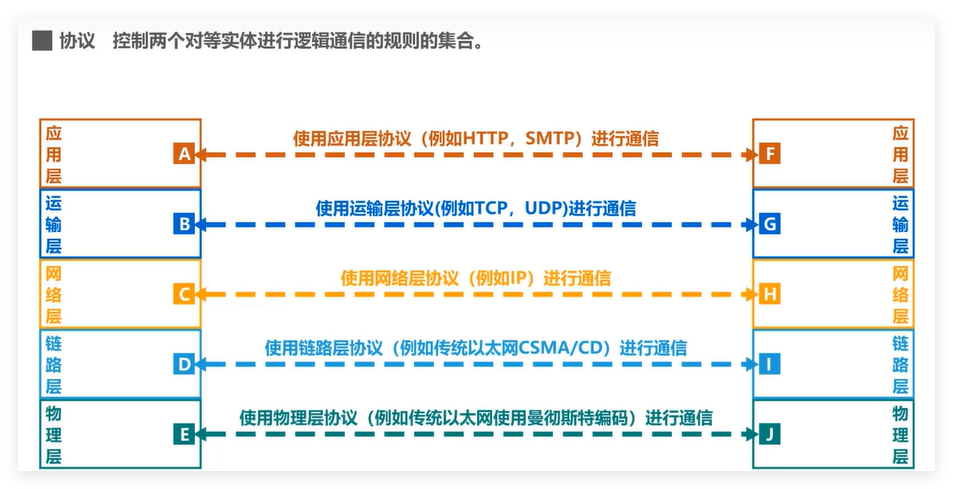 协议 控制两个对等实体进行逻辑通信的规则的集合。
应用层
A
使用应用层协议（例如HTTP，SMTP）进行通信
F
应用层
运输层
B
使用运输层协议(例如TCP，UDP)进行通信
G
运输层
网络层
C
使用网络层协议（例如IP）进行通信
H
网络层
链路层
D
使用链路层协议（例如传统以太网CSMA/CD）进行通信
I
链路层
物理层
E
使用物理层协议（例如传统以太网使用曼彻斯特编码）进行通信
J
物理层